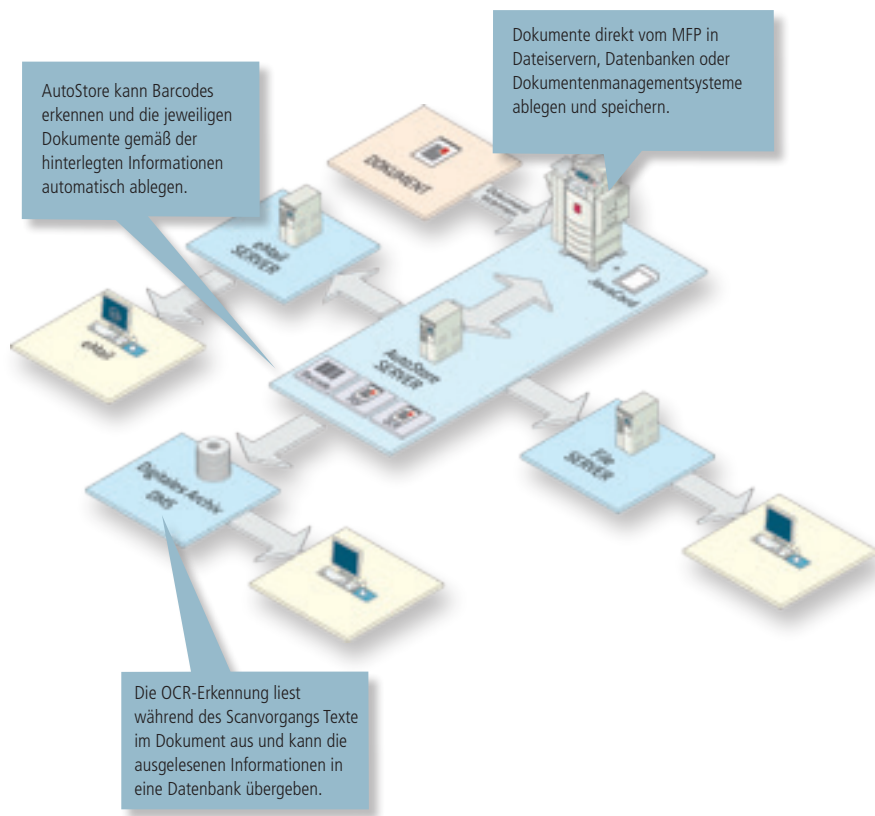 Dokumente direkt vom MFP in
Dateiservern, Datenbanken oder
Dokumentenmanagementsysteme
ablegen und speichern.
AutoStore kann Barcodes
erkennen und die jeweiligen
Dokumente gemäß der
hinterlegten Informationen
automatisch ablegen.
DOKUMENT
Dokument
eMail
SERVER
JavaCard
eMail
AutoStore
SERVER
Barcode
File
SERVER
Digitales Archiv
DMS
Die OCR-Erkennung liest
während des Scanvorgangs Texte
im Dokument aus und kann die
ausgelesenen Informationen in
eine Datenbank übergeben.